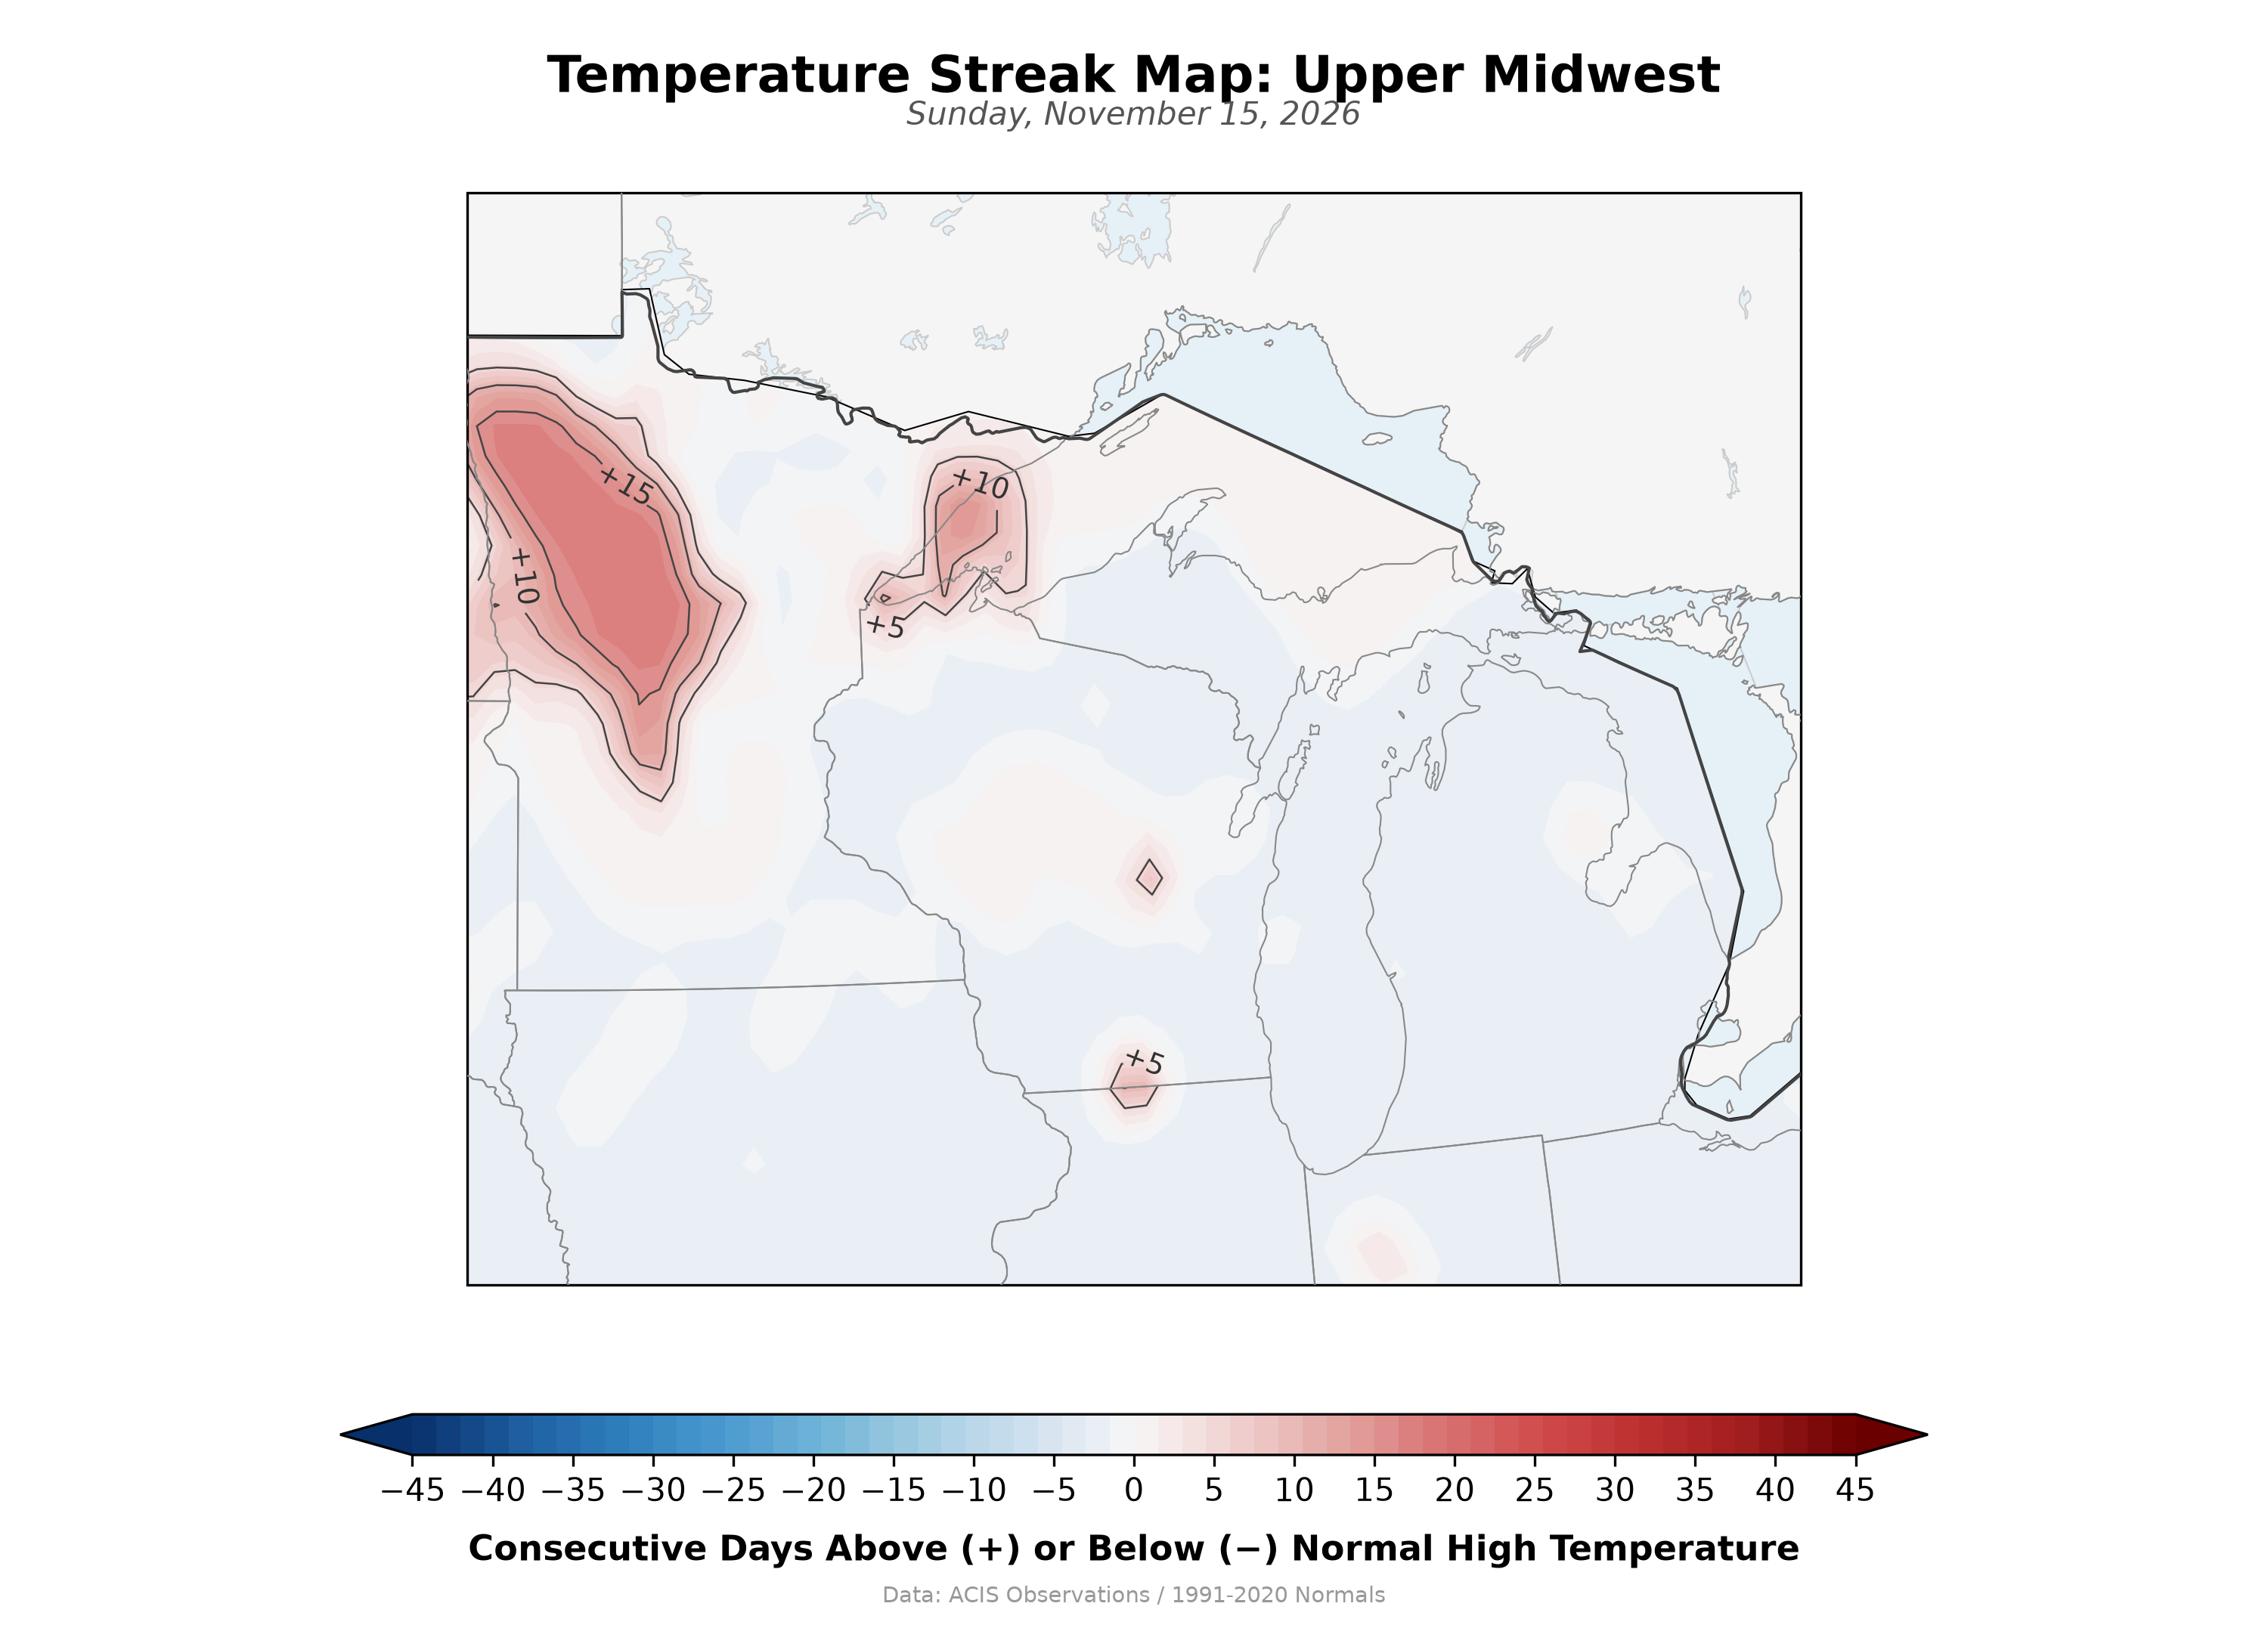 Temperature Streak Map: Upper Midwest
Sunday, November 15, 2026
+15
+10
+10
+5
+5
−45 −40 −35 −30 −25 −20 −15 −10 −5 0 5 10 15 20 25 30 35 40 45
Consecutive Days Above (+) or Below (−) Normal High Temperature
Data: ACIS Observations / 1991-2020 Normals